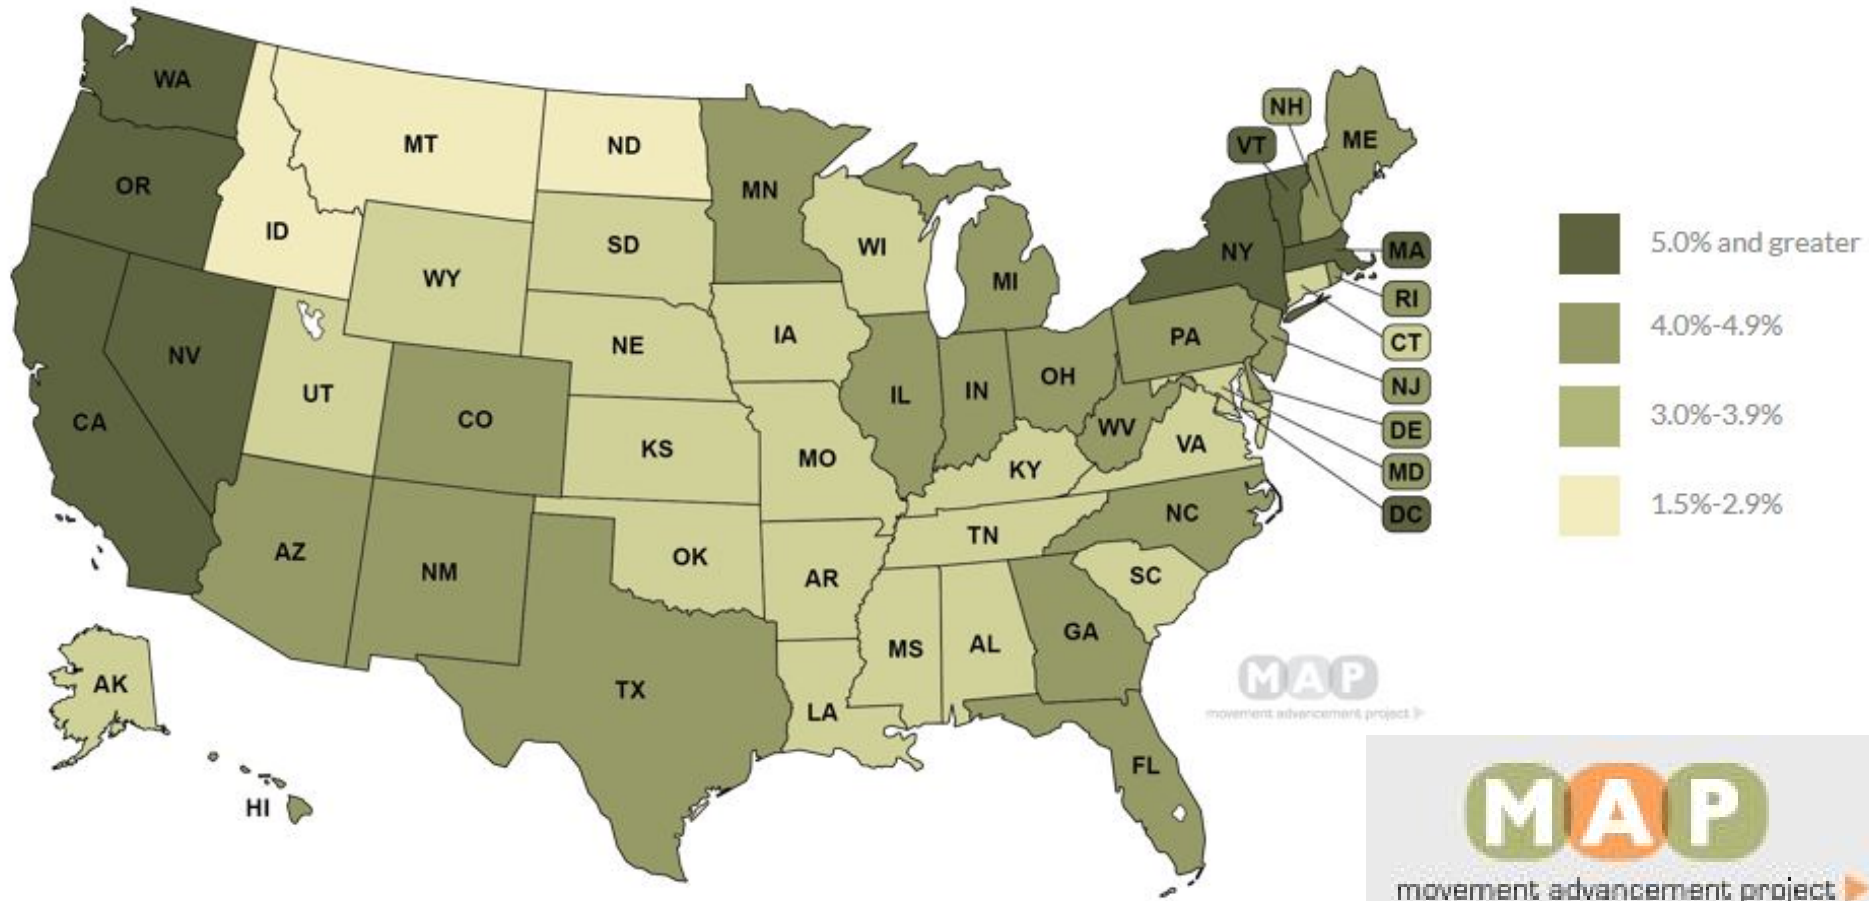 WA
OR
CA
NV
ID
MT
ND
SD
WY
NE
UT
CO
KS
AZ
NM
OK
TX
MN
IA
MO
AR
LA
WI
IL
MI
IN
OH
KY
TN
MS
AL
GA
FL
SC
NC
VA
WV
PA
NY
VT
NH
ME
MA
RI
CT
NJ
DE
MD
DC
AK
HI
5.0% and greater
4.0%-4.9%
3.0%-3.9%
1.5%-2.9%
MAP
movement advancement project
MAP
movement advancement project